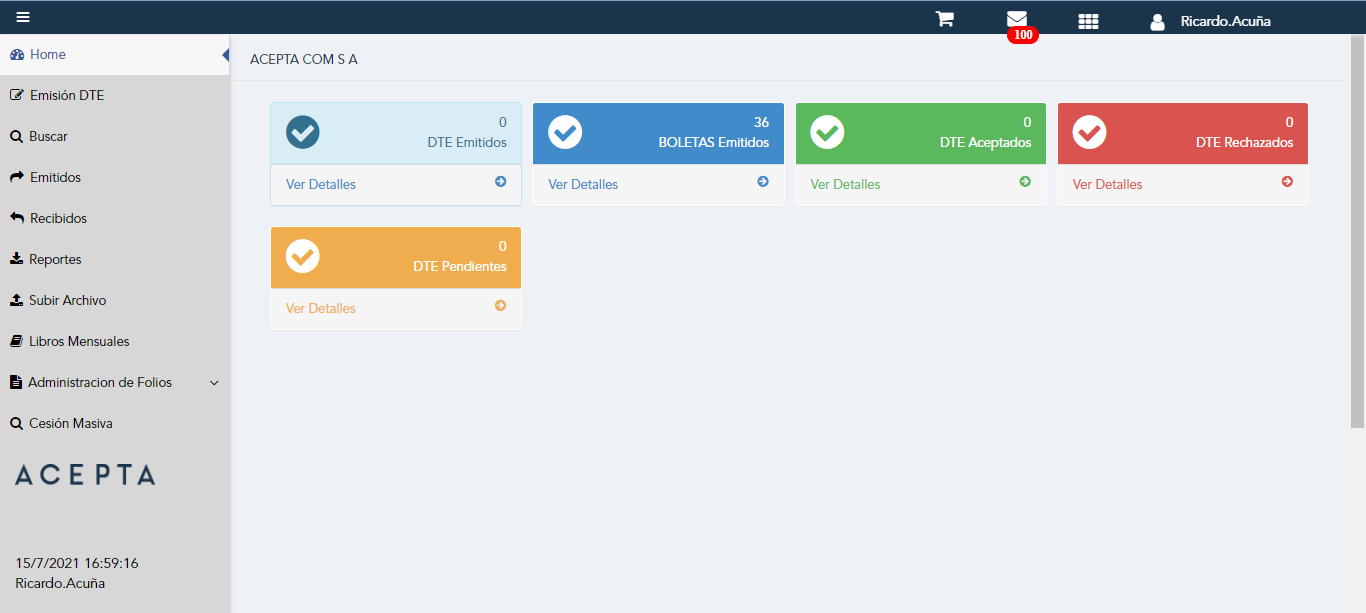 100
Ricardo.Acuña
Home
ACEPTA COM S A
Emisión DTE
Buscar
Emitidos
Recibidos
Reportes
Subir Archivo
Libros Mensuales
Administracion de Folios
Cesión Masiva
ACEPTA
15/7/2021 16:59:16
Ricardo.Acuña
0
DTE Emitidos
Ver Detalles
36
BOLETAS Emitidos
Ver Detalles
0
DTE Aceptados
Ver Detalles
0
DTE Rechazados
Ver Detalles
0
DTE Pendientes
Ver Detalles